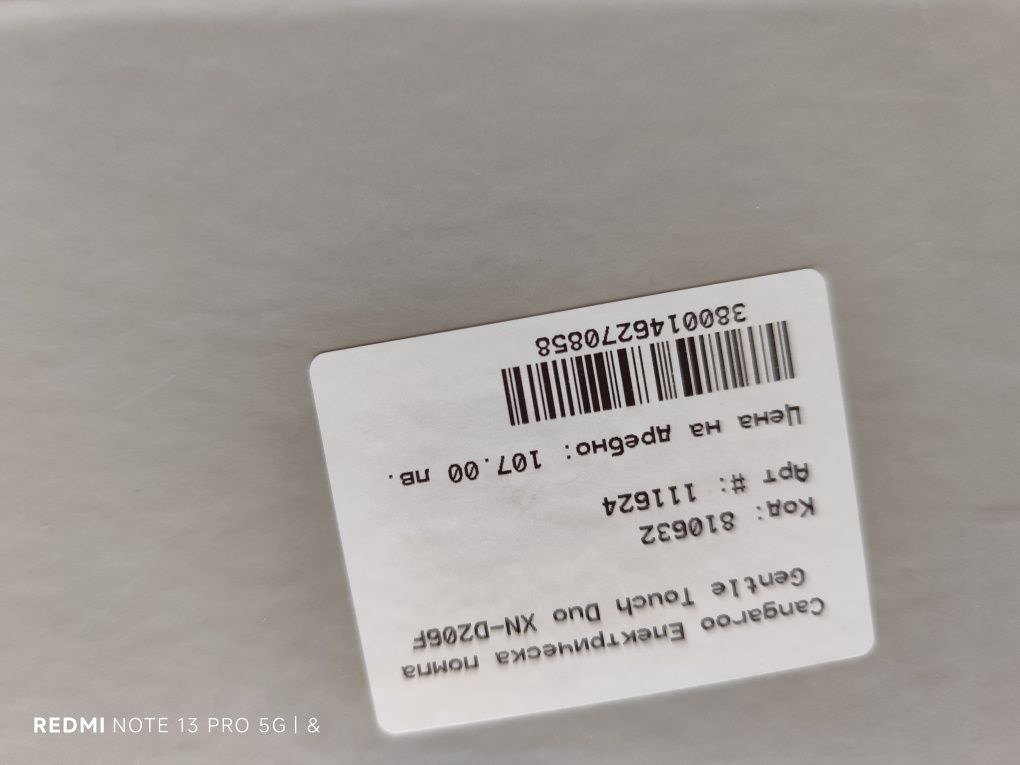 Cangaroo Електрическа помпа
Gentle Touch Duo XN-D206F
Код: 810632
Арт #: 111624
Цена на дребно: 107.00 лв.
3800146270858
REDMI NOTE 13 PRO 5G | &